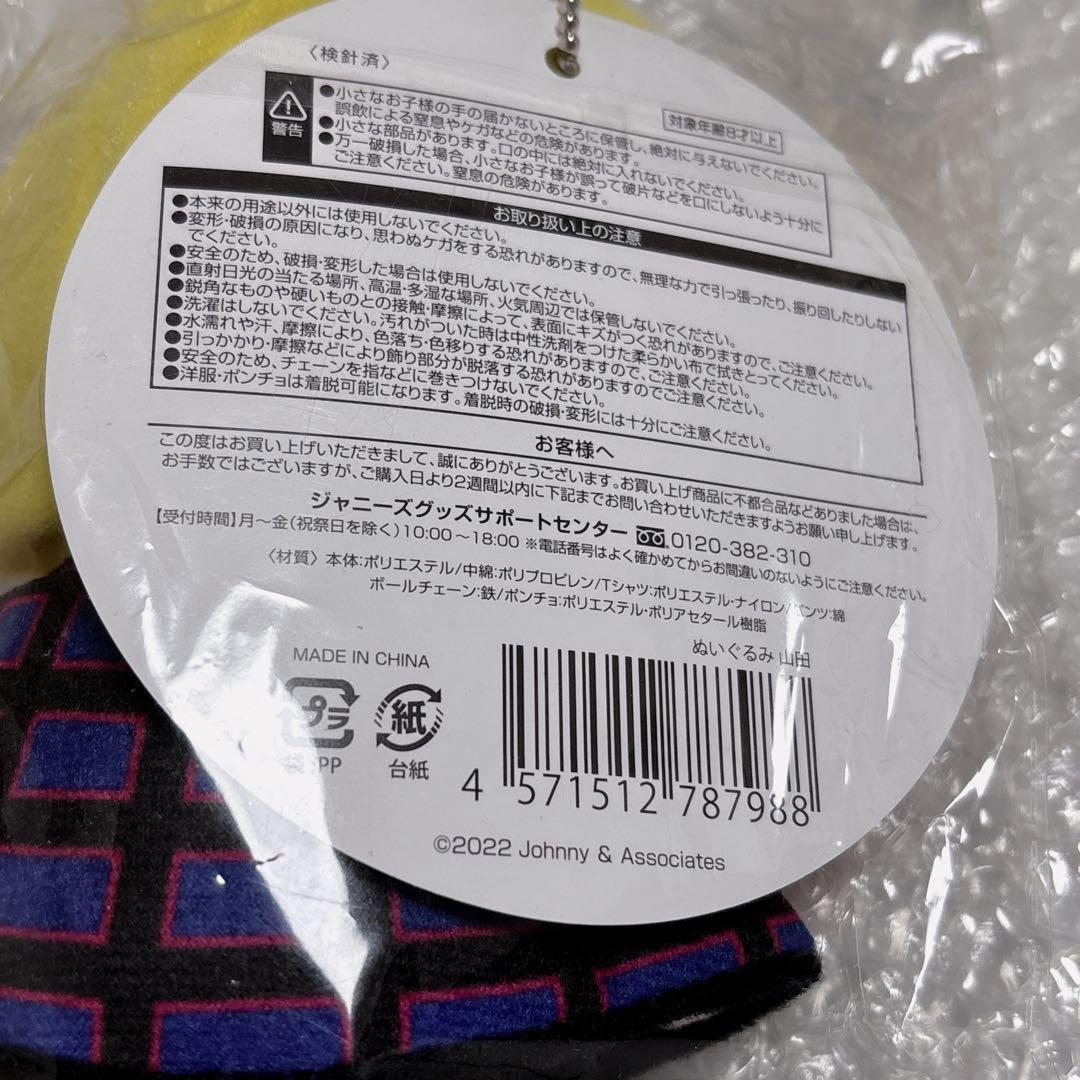 〈検針済〉
対象年齢8才以上
警告
●小さなお子様の手の届かないところに保管し、絶対に与えないでください。
誤飲による窒息やケガなどの危険があります。
●小さな部品があります。口の中には絶対に入れないでください。
●万一破損した場合、小さなお子様が誤って破片などを口にしないよう十分に
ご注意ください。窒息の危険があります。
お取り扱い上の注意
●本来の用途以外には使用しないでください。
●変形・破損の原因になり、思わぬケガをする恐れがありますので、無理な力で引っ張ったり、振り回したりしない
でください。
●安全のため、破損・変形した場合は使用しないでください。
●直射日光の当たる場所、高温・多湿な場所、火気周辺では保管しないでください。
●鋭角なものや硬いものとの接触・摩擦によって、表面にキズがつく恐れがありますので、ご注意ください。
●洗濯はしないでください。汚れがついた時は中性洗剤をつけた柔らかい布で拭きとってください。
●水濡れや汗、摩擦により、色落ち・色移りする恐れがありますので、ご注意ください。
●引っかかり・摩擦などにより飾り部分が脱落する恐れがありますのでご注意ください。
●安全のため、チェーンを指などに巻きつけないでください。
●洋服・ポンチョは着脱可能になります。着脱時の破損・変形には十分にご注意ください。
お客様へ
この度はお買い上げいただきまして、誠にありがとうございます。お買い上げ商品に不都合品などありました場合は、
お手数ではございますが、ご購入日より2週間以内に下記までお問い合わせいただきますようお願い申し上げます。
ジャニーズグッズサポートセンター 0120-382-310
【受付時間】月〜金(祝祭日を除く)10:00〜18:00 ※電話番号はよく確かめてからお間違いのないようにご注意ください。
〈材質〉本体:ポリエステル/中綿:ポリプロピレン/Tシャツ:ポリエステル・ナイロン/パンツ:綿
ボールチェーン:鉄/ポンチョ:ポリエステル・ポリアセタール樹脂
ぬいぐるみ 山田
MADE IN CHINA
プラ 紙
袋:PP 台紙
4 571512 787988
©2022 Johnny & Associates